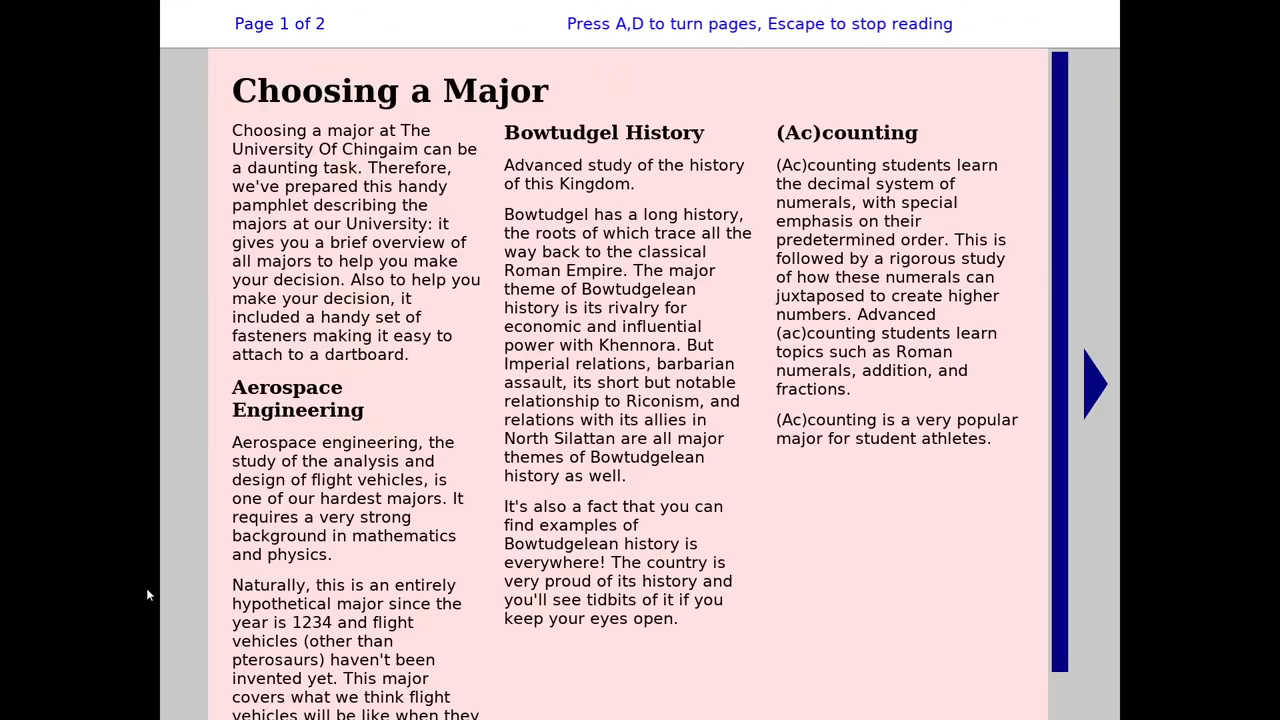 Page 1 of 2
Press A,D to turn pages, Escape to stop reading
Choosing a Major
Choosing a major at The
University Of Chingaim can be
a daunting task. Therefore,
we've prepared this handy
pamphlet describing the
majors at our University: it
gives you a brief overview of
all majors to help you make
your decision. Also to help you
make your decision, it
included a handy set of
fasteners making it easy to
attach to a dartboard.
Aerospace
Engineering
Aerospace engineering, the
study of the analysis and
design of flight vehicles, is
one of our hardest majors. It
requires a very strong
background in mathematics
and physics.
Naturally, this is an entirely
hypothetical major since the
year is 1234 and flight
vehicles (other than
pterosaurs) haven't been
invented yet. This major
covers what we think flight
vehicles will be like when they
Bowtudgel History
Advanced study of the history
of this Kingdom.
Bowtudgel has a long history,
the roots of which trace all the
way back to the classical
Roman Empire. The major
theme of Bowtudgelean
history is its rivalry for
economic and influential
power with Khennora. But
Imperial relations, barbarian
assault, its short but notable
relationship to Riconism, and
relations with its allies in
North Silattan are all major
themes of Bowtudgelean
history as well.
It's also a fact that you can
find examples of
Bowtudgelean history is
everywhere! The country is
very proud of its history and
you'll see tidbits of it if you
keep your eyes open.
(Ac)counting
(Ac)counting students learn
the decimal system of
numerals, with special
emphasis on their
predetermined order. This is
followed by a rigorous study
of how these numerals can
juxtaposed to create higher
numbers. Advanced
(ac)counting students learn
topics such as Roman
numerals, addition, and
fractions.
(Ac)counting is a very popular
major for student athletes.